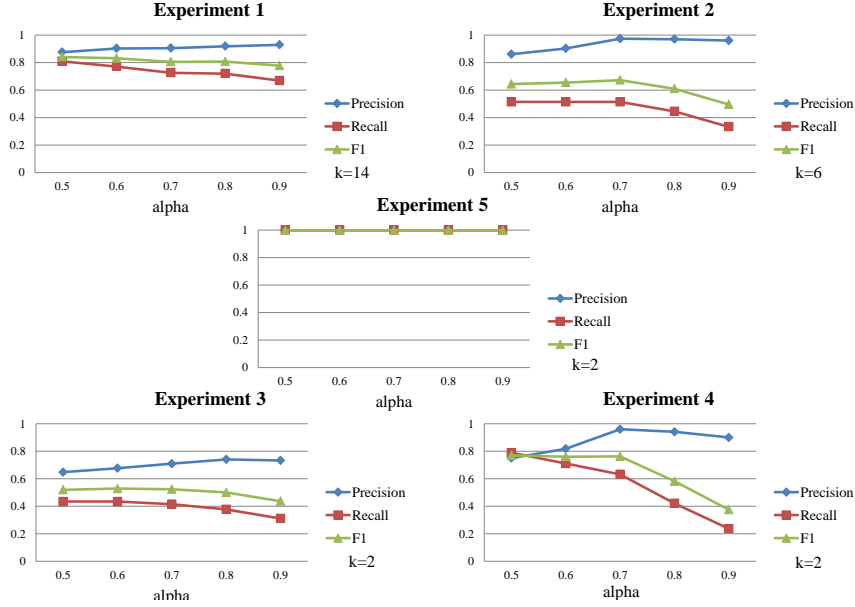 Experiment 1
1
0.8
0.6
0.4
0.2
0
0.5 0.6 0.7 0.8 0.9
alpha
Precision
Recall
F1
k=14
Experiment 2
1
0.8
0.6
0.4
0.2
0
0.5 0.6 0.7 0.8 0.9
alpha
Precision
Recall
F1
k=6
Experiment 5
1
0.8
0.6
0.4
0.2
0
0.5 0.6 0.7 0.8 0.9
alpha
Precision
Recall
F1
k=2
Experiment 3
1
0.8
0.6
0.4
0.2
0
0.5 0.6 0.7 0.8 0.9
alpha
Precision
Recall
F1
k=2
Experiment 4
1
0.8
0.6
0.4
0.2
0
0.5 0.6 0.7 0.8 0.9
alpha
Precision
Recall
F1
k=2